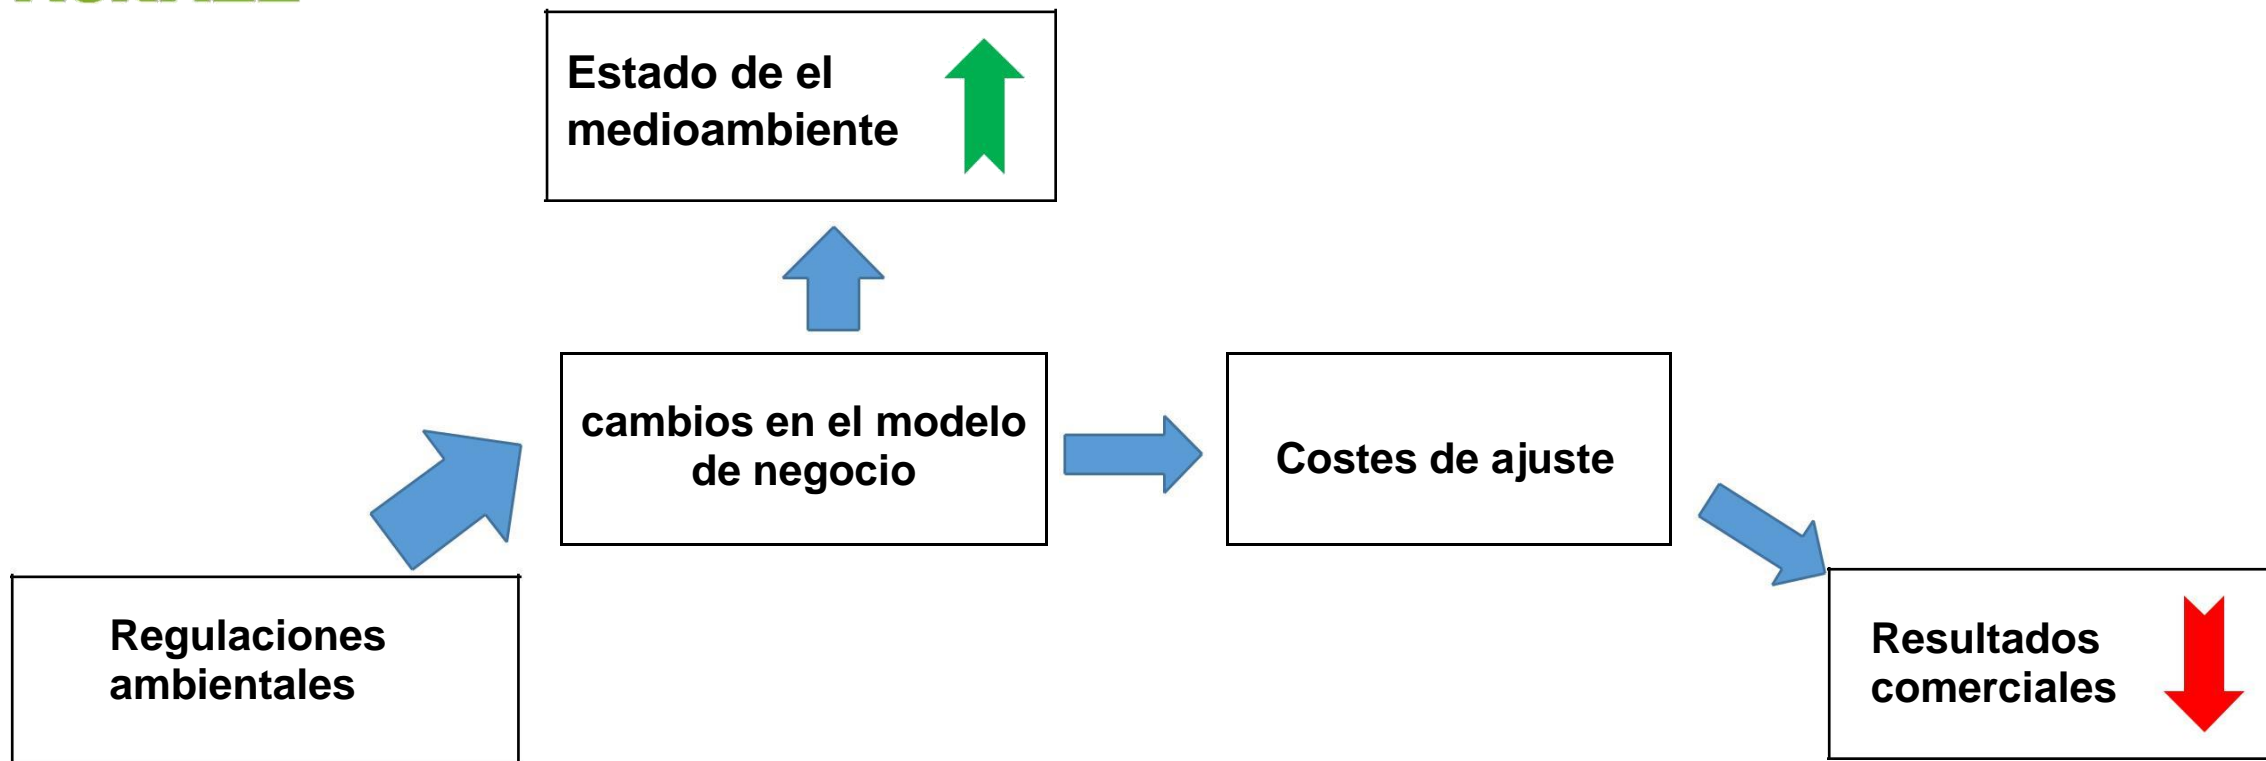 Estado de el
medioambiente
cambios en el modelo
de negocio
Costes de ajuste
Regulaciones
ambientales
Resultados
comerciales